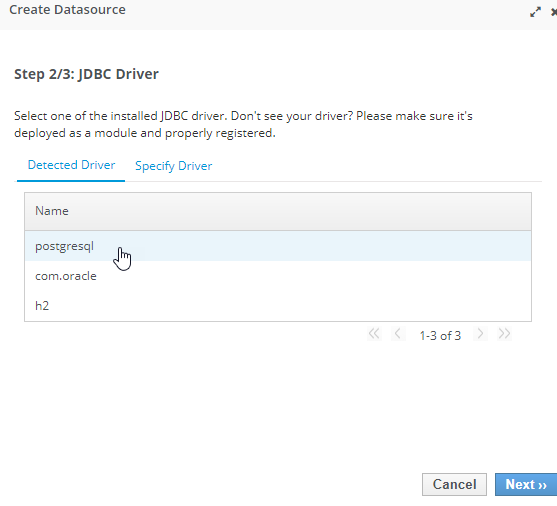 Create Datasource
Step 2/3: JDBC Driver
Select one of the installed JDBC driver. Don't see your driver? Please make sure it's
deployed as a module and properly registered.
Detected Driver Specify Driver
Name
postgresql
com.oracle
h2
1-3 of 3
Cancel Next ››